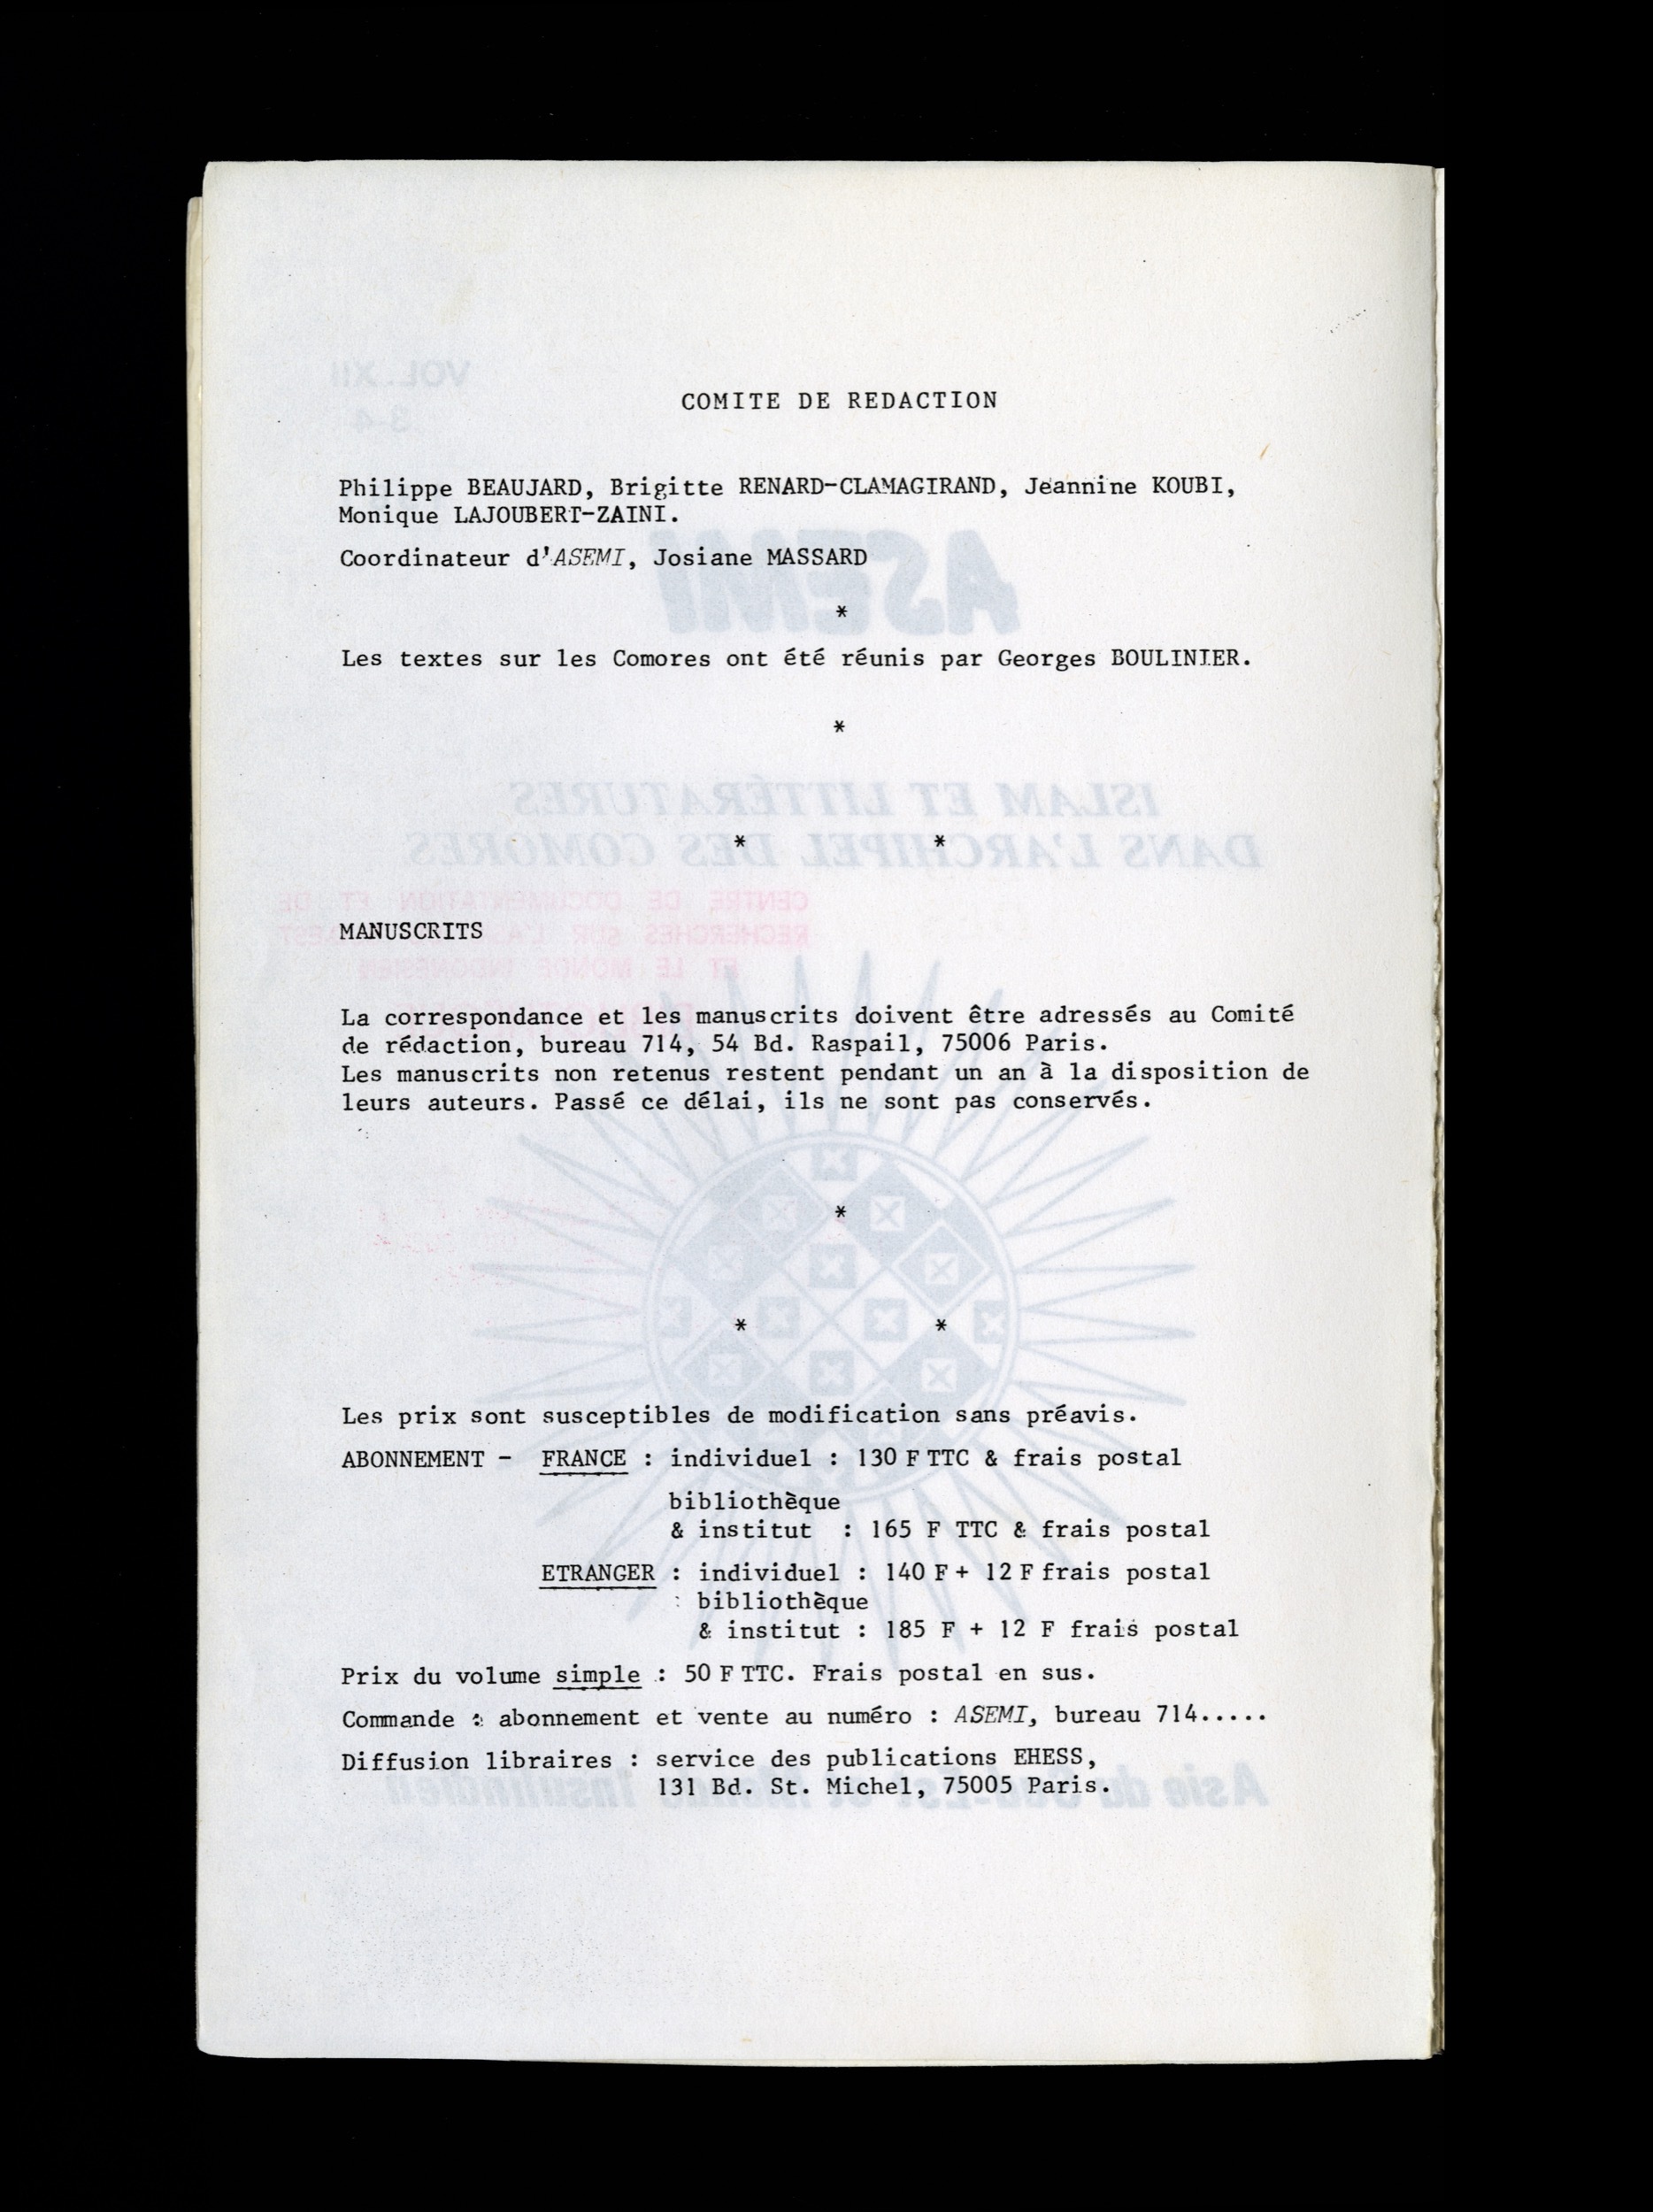 COMITE DE REDACTION
Philippe BEAUJARD, Brigitte RENARD-CLAMAGIRAND, Jeannine KOUBI,
Monique LAJOUBERT-ZAINI.
Coordinateur d'ASEMI, Josiane MASSARD
*
Les textes sur les Comores ont été réunis par Georges BOULINIER.
*
* *
MANUSCRITS
La correspondance et les manuscrits doivent être adressés au Comité
de rédaction, bureau 714, 54 Bd. Raspail, 75006 Paris.
Les manuscrits non retenus restent pendant un an à la disposition de
leurs auteurs. Passé ce délai, ils ne sont pas conservés.
*
* *
Les prix sont susceptibles de modification sans préavis.
ABONNEMENT - FRANCE : individuel : 130 F TTC & frais postal
bibliothèque
& institut : 165 F TTC & frais postal
ETRANGER : individuel : 140 F + 12 F frais postal
: bibliothèque
& institut : 185 F + 12 F frais postal
Prix du volume simple : 50 F TTC. Frais postal en sus.
Commande : abonnement et vente au numéro : ASEMI, bureau 714.....
Diffusion libraires : service des publications EHESS,
131 Bd. St. Michel, 75005 Paris.